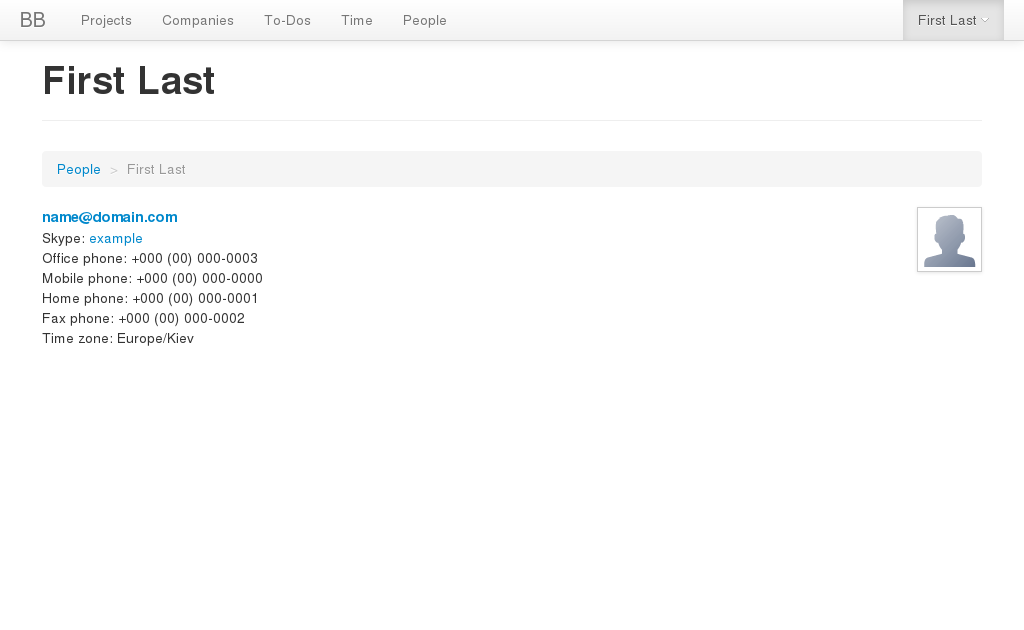 BB Projects Companies To-Dos Time People First Last
First Last
People > First Last
name@domain.com
Skype: example
Office phone: +000 (00) 000-0003
Mobile phone: +000 (00) 000-0000
Home phone: +000 (00) 000-0001
Fax phone: +000 (00) 000-0002
Time zone: Europe/Kiev